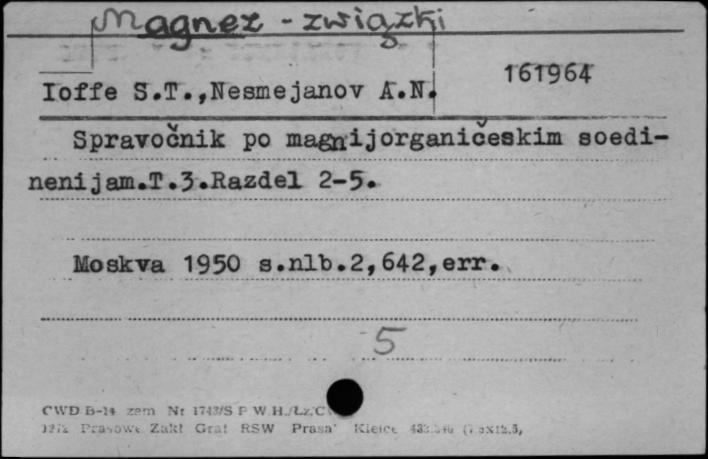 Magnez - związki
161964
Ioffe S.T.,Nesmejanov A.N.
Spravočnik po magnijorganičeskim soedi-
nenijam.T.3.Razdel 2-5.
Moskva 1950 s.nlb.2,642,err.
5
CWD B-14 zam Nr 1743/S P W.H./Łz.
Prasowe Zakł Graf RSW Prasa" Kielce